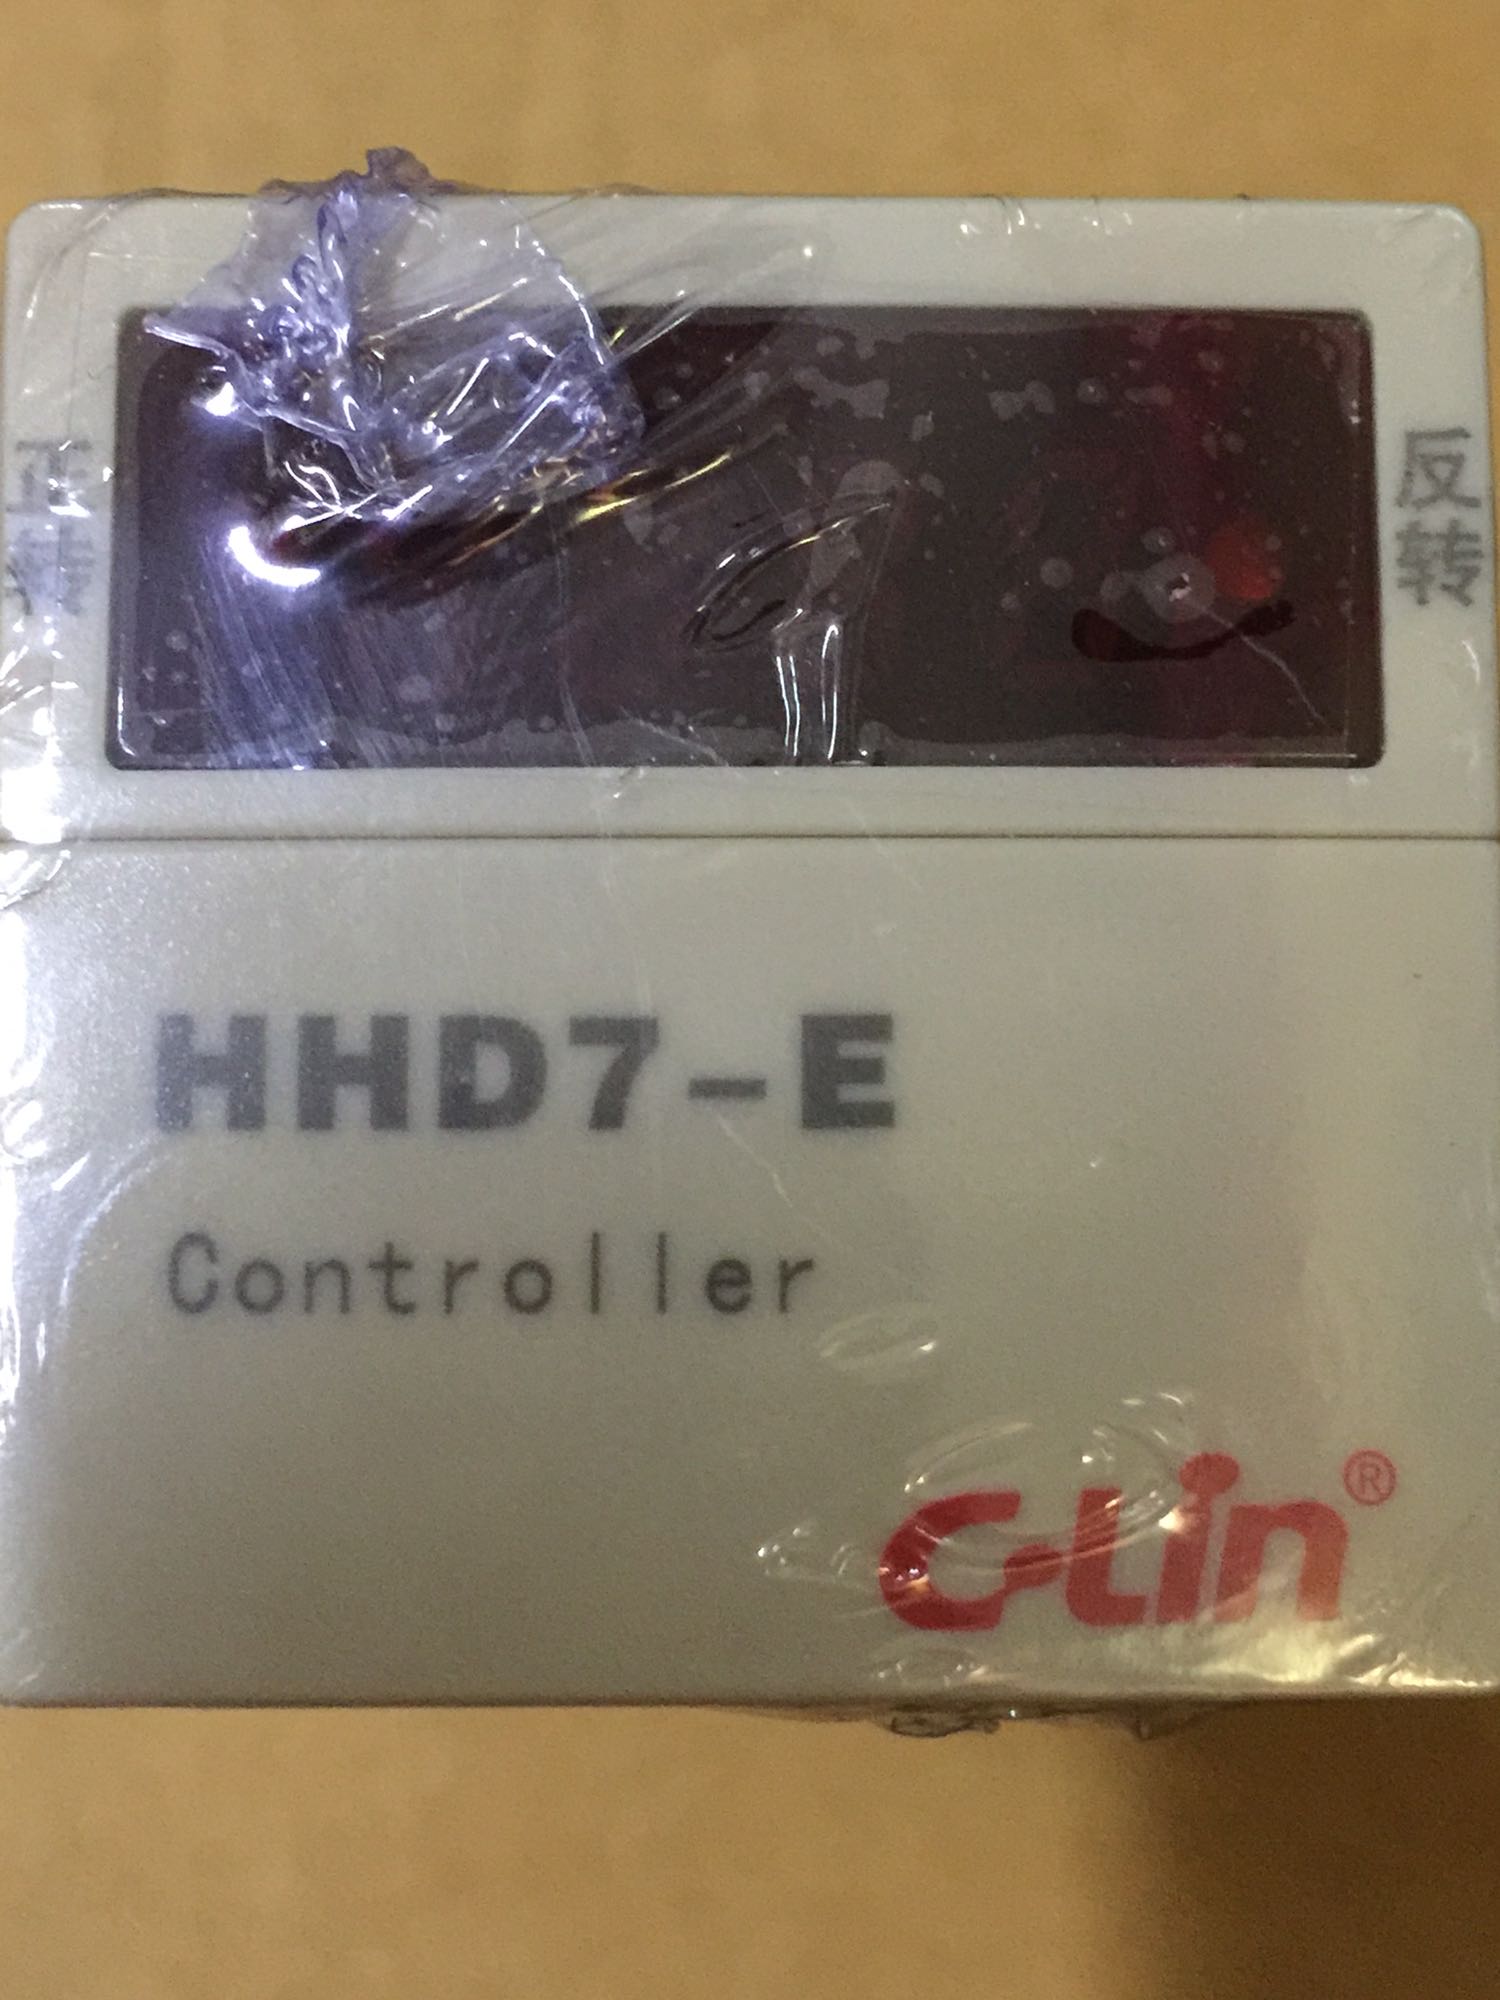 正转
反转
HHD7-E
Controller
C-Lin®